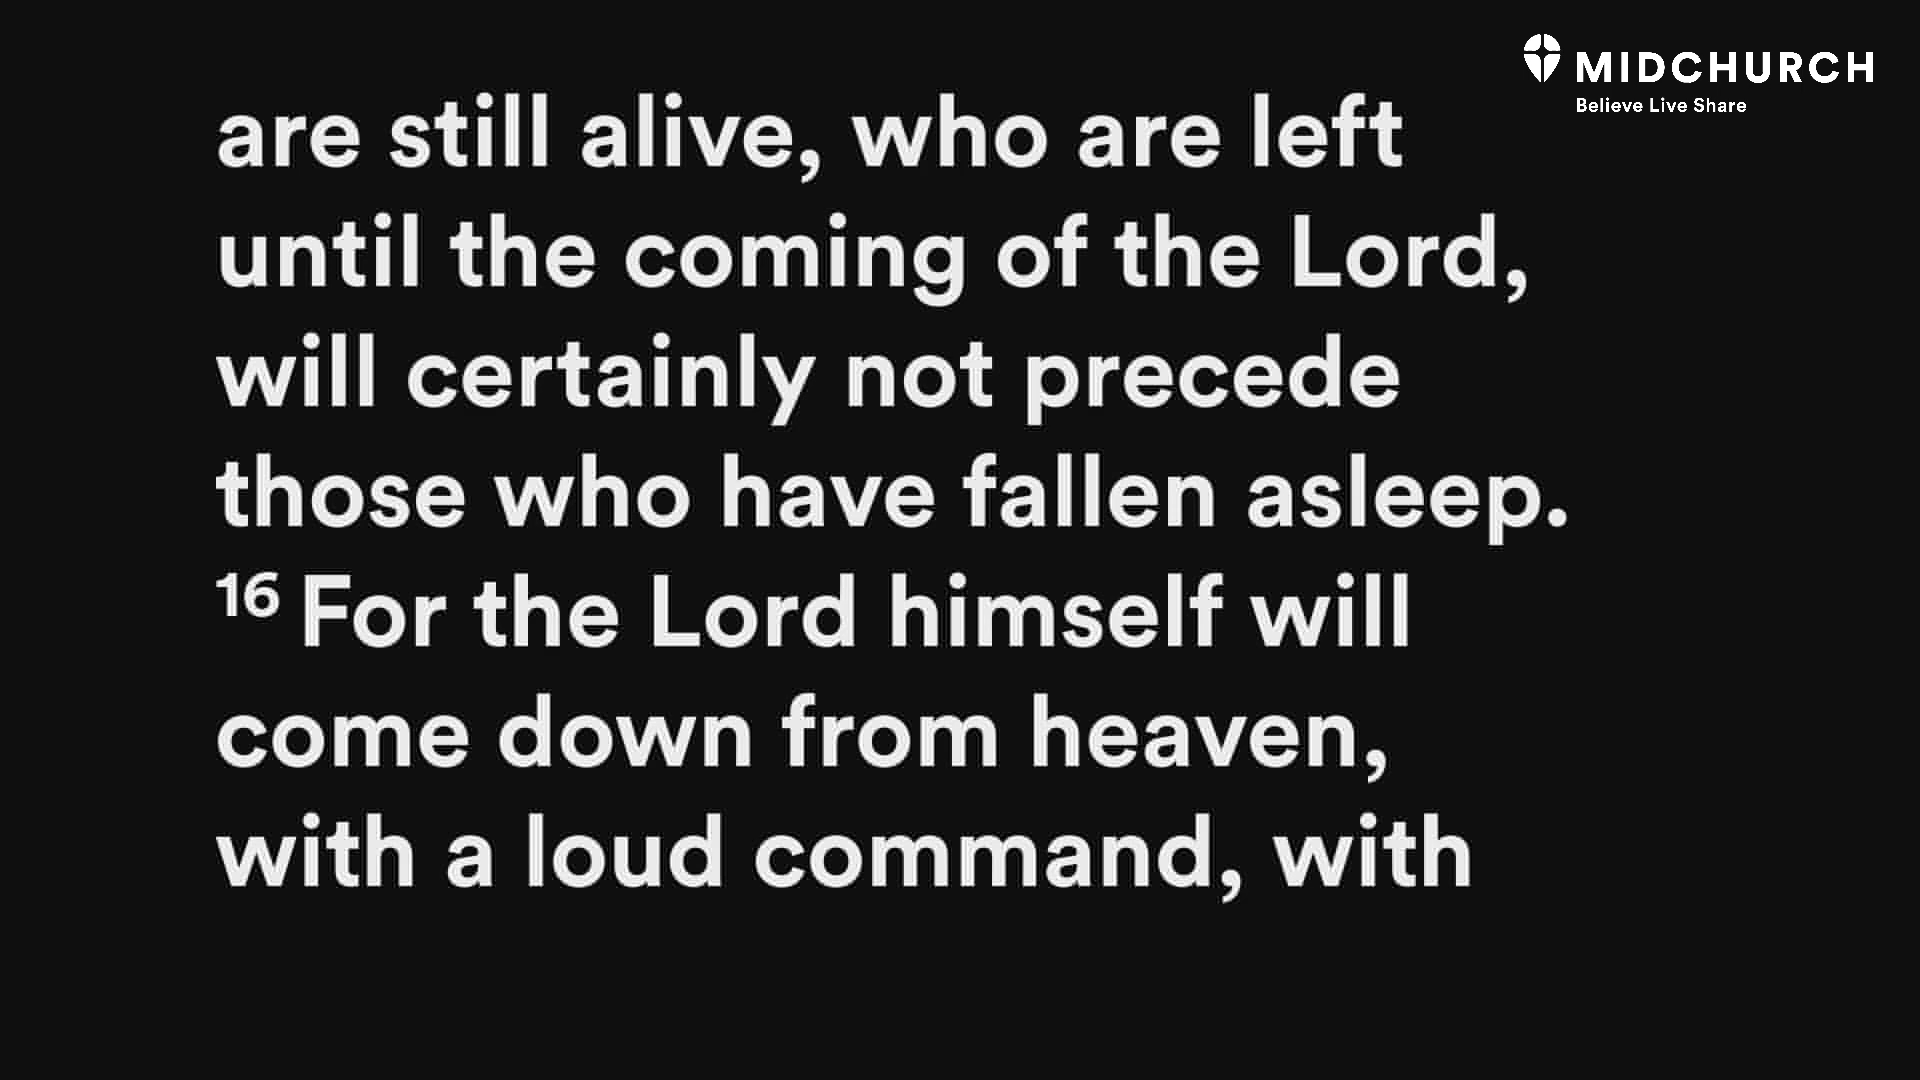 MIDCHURCH
Believe Live Share
are still alive, who are left
until the coming of the Lord,
will certainly not precede
those who have fallen asleep.
16 For the Lord himself will
come down from heaven,
with a loud command, with